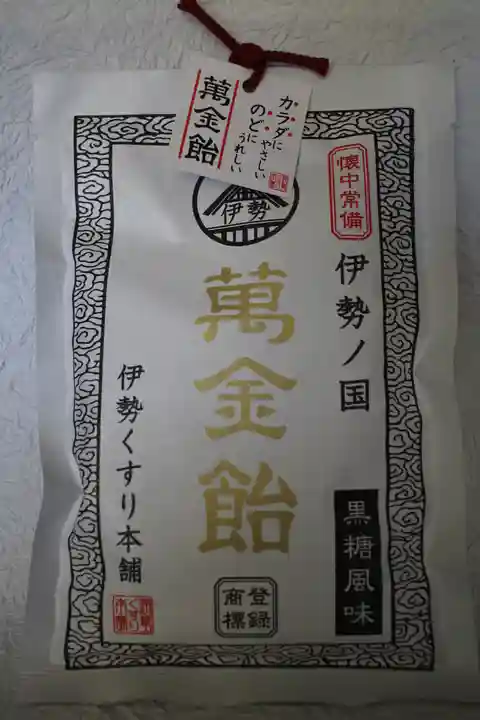 カラダに
やさしい
のどに
うれしい
萬金飴
懐中常備
伊勢
伊勢ノ国
黒糖風味
萬金飴
登録
商標
伊勢くすり本舗